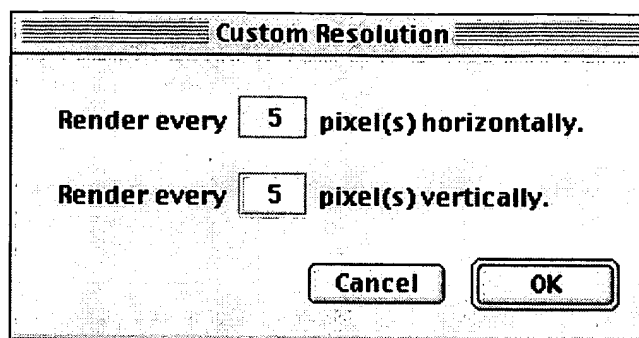 Custom Resolution
Render every 5 pixel(s) horizontally.
Render every 5 pixel(s) vertically.
Cancel OK